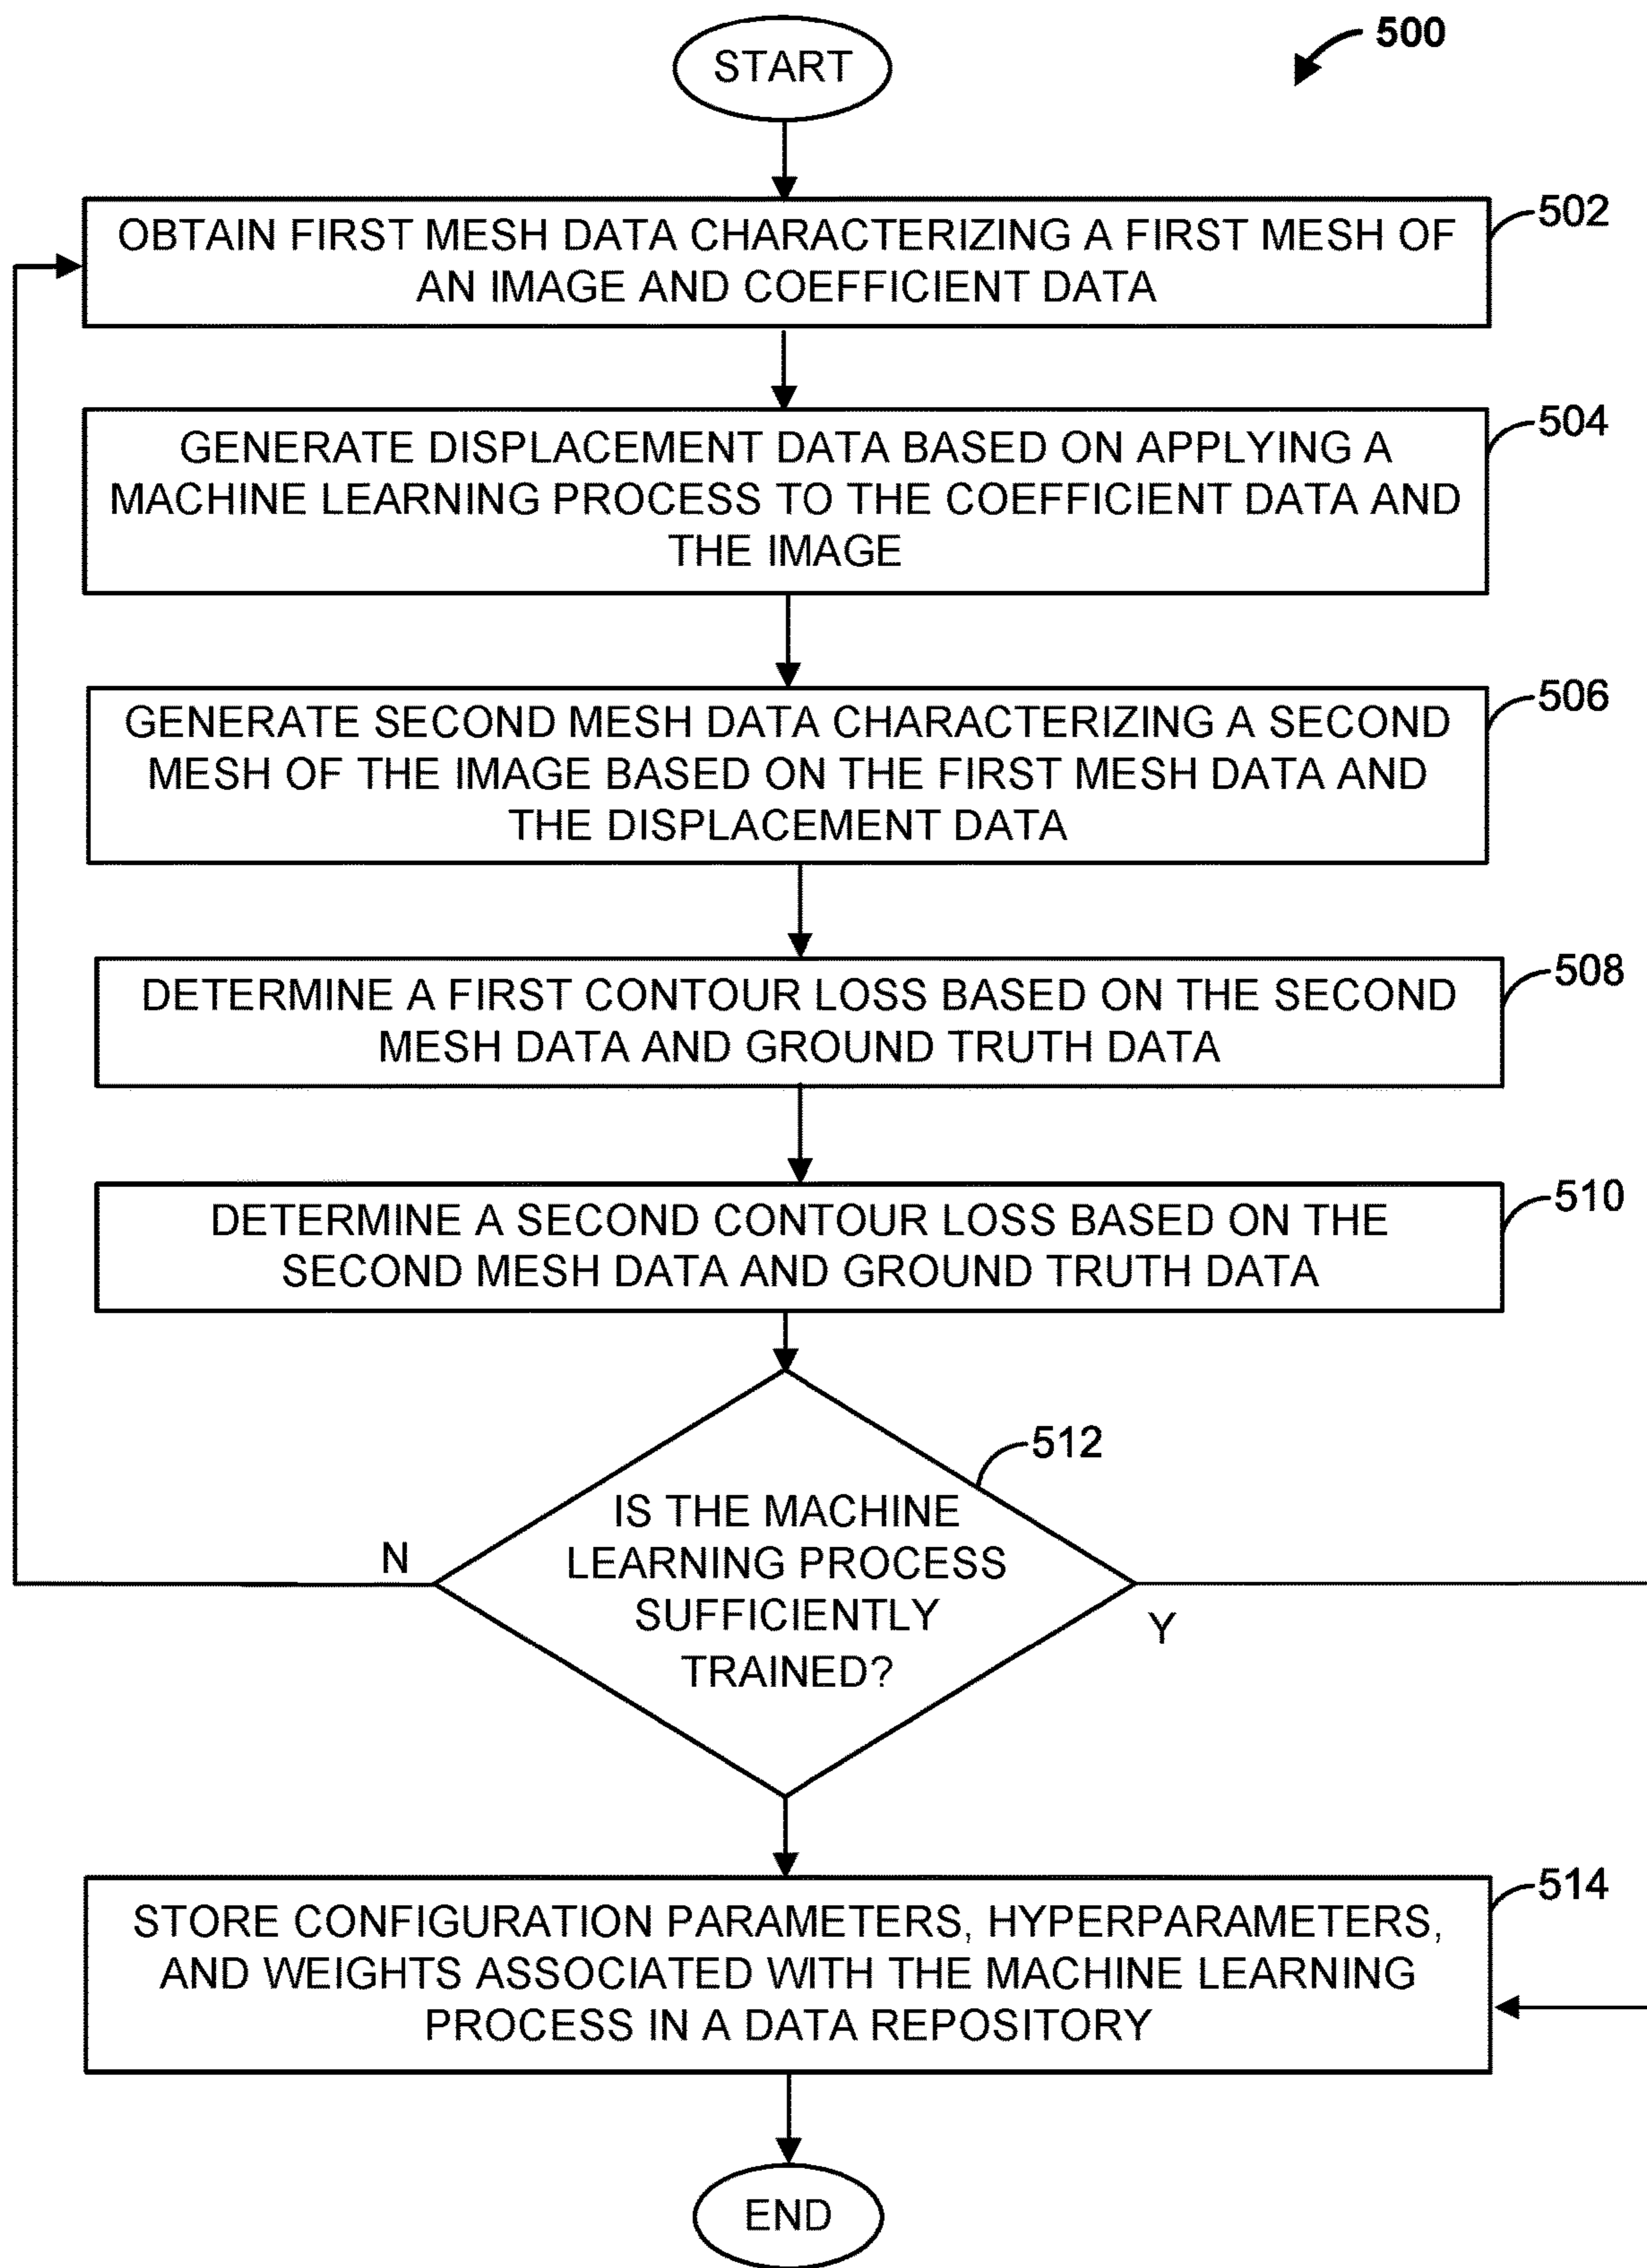 500
START
502
OBTAIN FIRST MESH DATA CHARACTERIZING A FIRST MESH OF
AN IMAGE AND COEFFICIENT DATA
504
GENERATE DISPLACEMENT DATA BASED ON APPLYING A
MACHINE LEARNING PROCESS TO THE COEFFICIENT DATA AND
THE IMAGE
506
GENERATE SECOND MESH DATA CHARACTERIZING A SECOND
MESH OF THE IMAGE BASED ON THE FIRST MESH DATA AND
THE DISPLACEMENT DATA
508
DETERMINE A FIRST CONTOUR LOSS BASED ON THE SECOND
MESH DATA AND GROUND TRUTH DATA
510
DETERMINE A SECOND CONTOUR LOSS BASED ON THE
SECOND MESH DATA AND GROUND TRUTH DATA
512
IS THE MACHINE
LEARNING PROCESS
SUFFICIENTLY
TRAINED?
N
Y
514
STORE CONFIGURATION PARAMETERS, HYPERPARAMETERS,
AND WEIGHTS ASSOCIATED WITH THE MACHINE LEARNING
PROCESS IN A DATA REPOSITORY
END